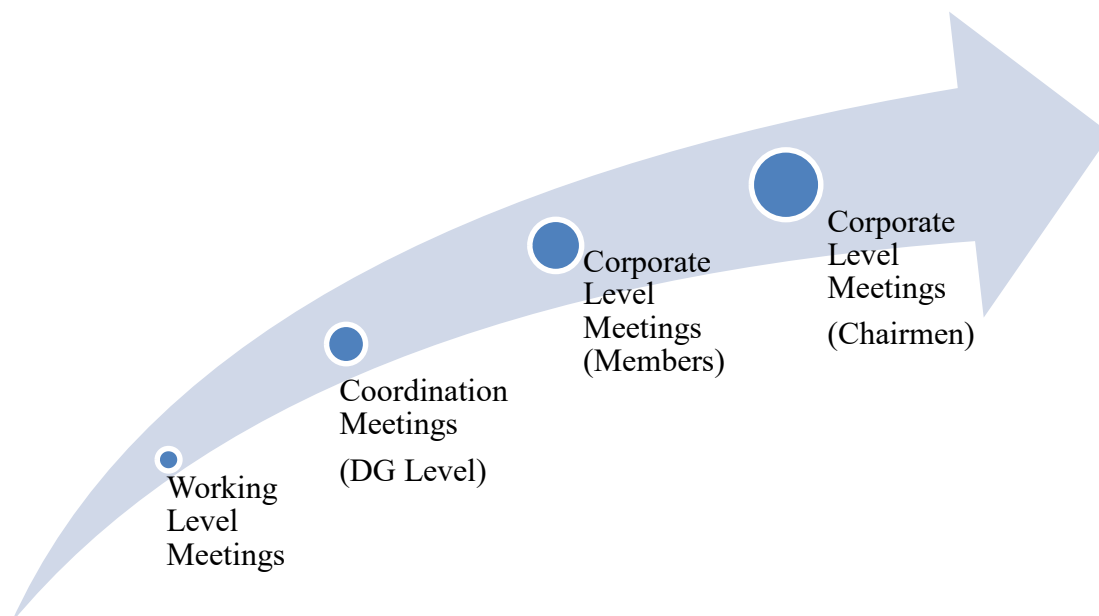 Working
Level
Meetings
Coordination
Meetings
(DG Level)
Corporate
Level
Meetings
(Members)
Corporate
Level
Meetings
(Chairmen)